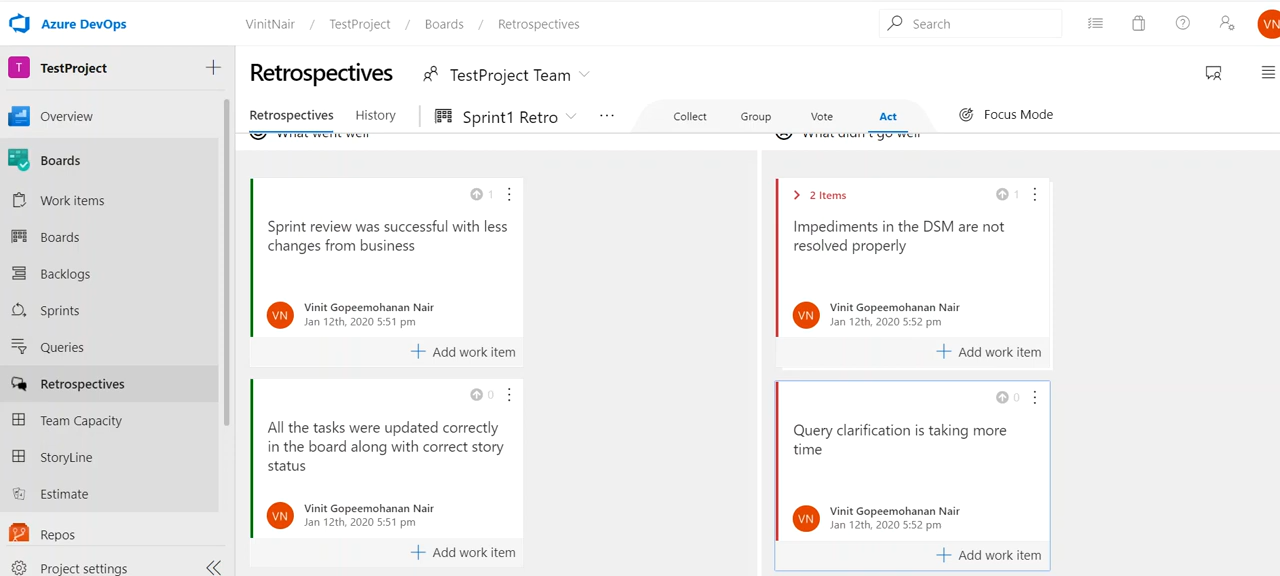 Azure DevOps
VinitNair / TestProject / Boards / Retrospectives
Search
VN
T TestProject
Overview
Boards
Work items
Boards
Backlogs
Sprints
Queries
Retrospectives
Team Capacity
StoryLine
Estimate
Repos
Project settings
Retrospectives
TestProject Team
Retrospectives
History
Sprint1 Retro
...
Collect
Group
Vote
Act
Focus Mode
What went well
1
Sprint review was successful with less
changes from business
VN
Vinit Gopeemohanan Nair
Jan 12th, 2020 5:51 pm
Add work item
0
All the tasks were updated correctly
in the board along with correct story
status
VN
Vinit Gopeemohanan Nair
Jan 12th, 2020 5:51 pm
Add work item
What didn't go well
2 Items
1
Impediments in the DSM are not
resolved properly
VN
Vinit Gopeemohanan Nair
Jan 12th, 2020 5:52 pm
Add work item
0
Query clarification is taking more
time
VN
Vinit Gopeemohanan Nair
Jan 12th, 2020 5:52 pm
Add work item